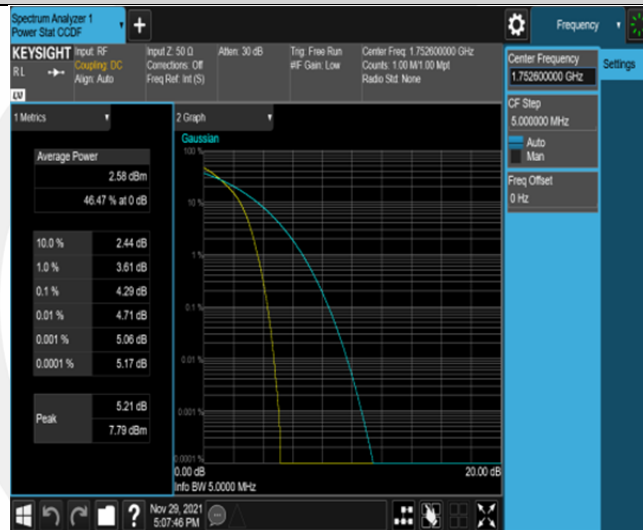 Spectrum Analyzer 1
Power Stat CCDF
Frequency
KEYSIGHT
RL
LXI
Input: RF
Coupling: DC
Align: Auto
Input Z: 50 Ω
Corrections: Off
Freq Ref: Int (S)
Atten: 30 dB
Trig: Free Run
#IF Gain: Low
Center Freq: 1.752600000 GHz
Counts: 1.00 M/1.00 Mpt
Radio Std: None
Center Frequency
1.752600000 GHz
Settings
CF Step
5.000000 MHz
Auto
Man
Freq Offset
0 Hz
1 Metrics
Average Power
2.58 dBm
46.47 % at 0 dB
10.0 % 2.44 dB
1.0 % 3.61 dB
0.1 % 4.29 dB
0.01 % 4.71 dB
0.001 % 5.06 dB
0.0001 % 5.17 dB
Peak 5.21 dB
7.79 dBm
2 Graph
Gaussian
100 %
10 %
1 %
0.1 %
0.01 %
0.001 %
0.0001 %
0.00 dB 20.00 dB
Info BW 5.0000 MHz
?
Nov 29, 2021
5:07:46 PM